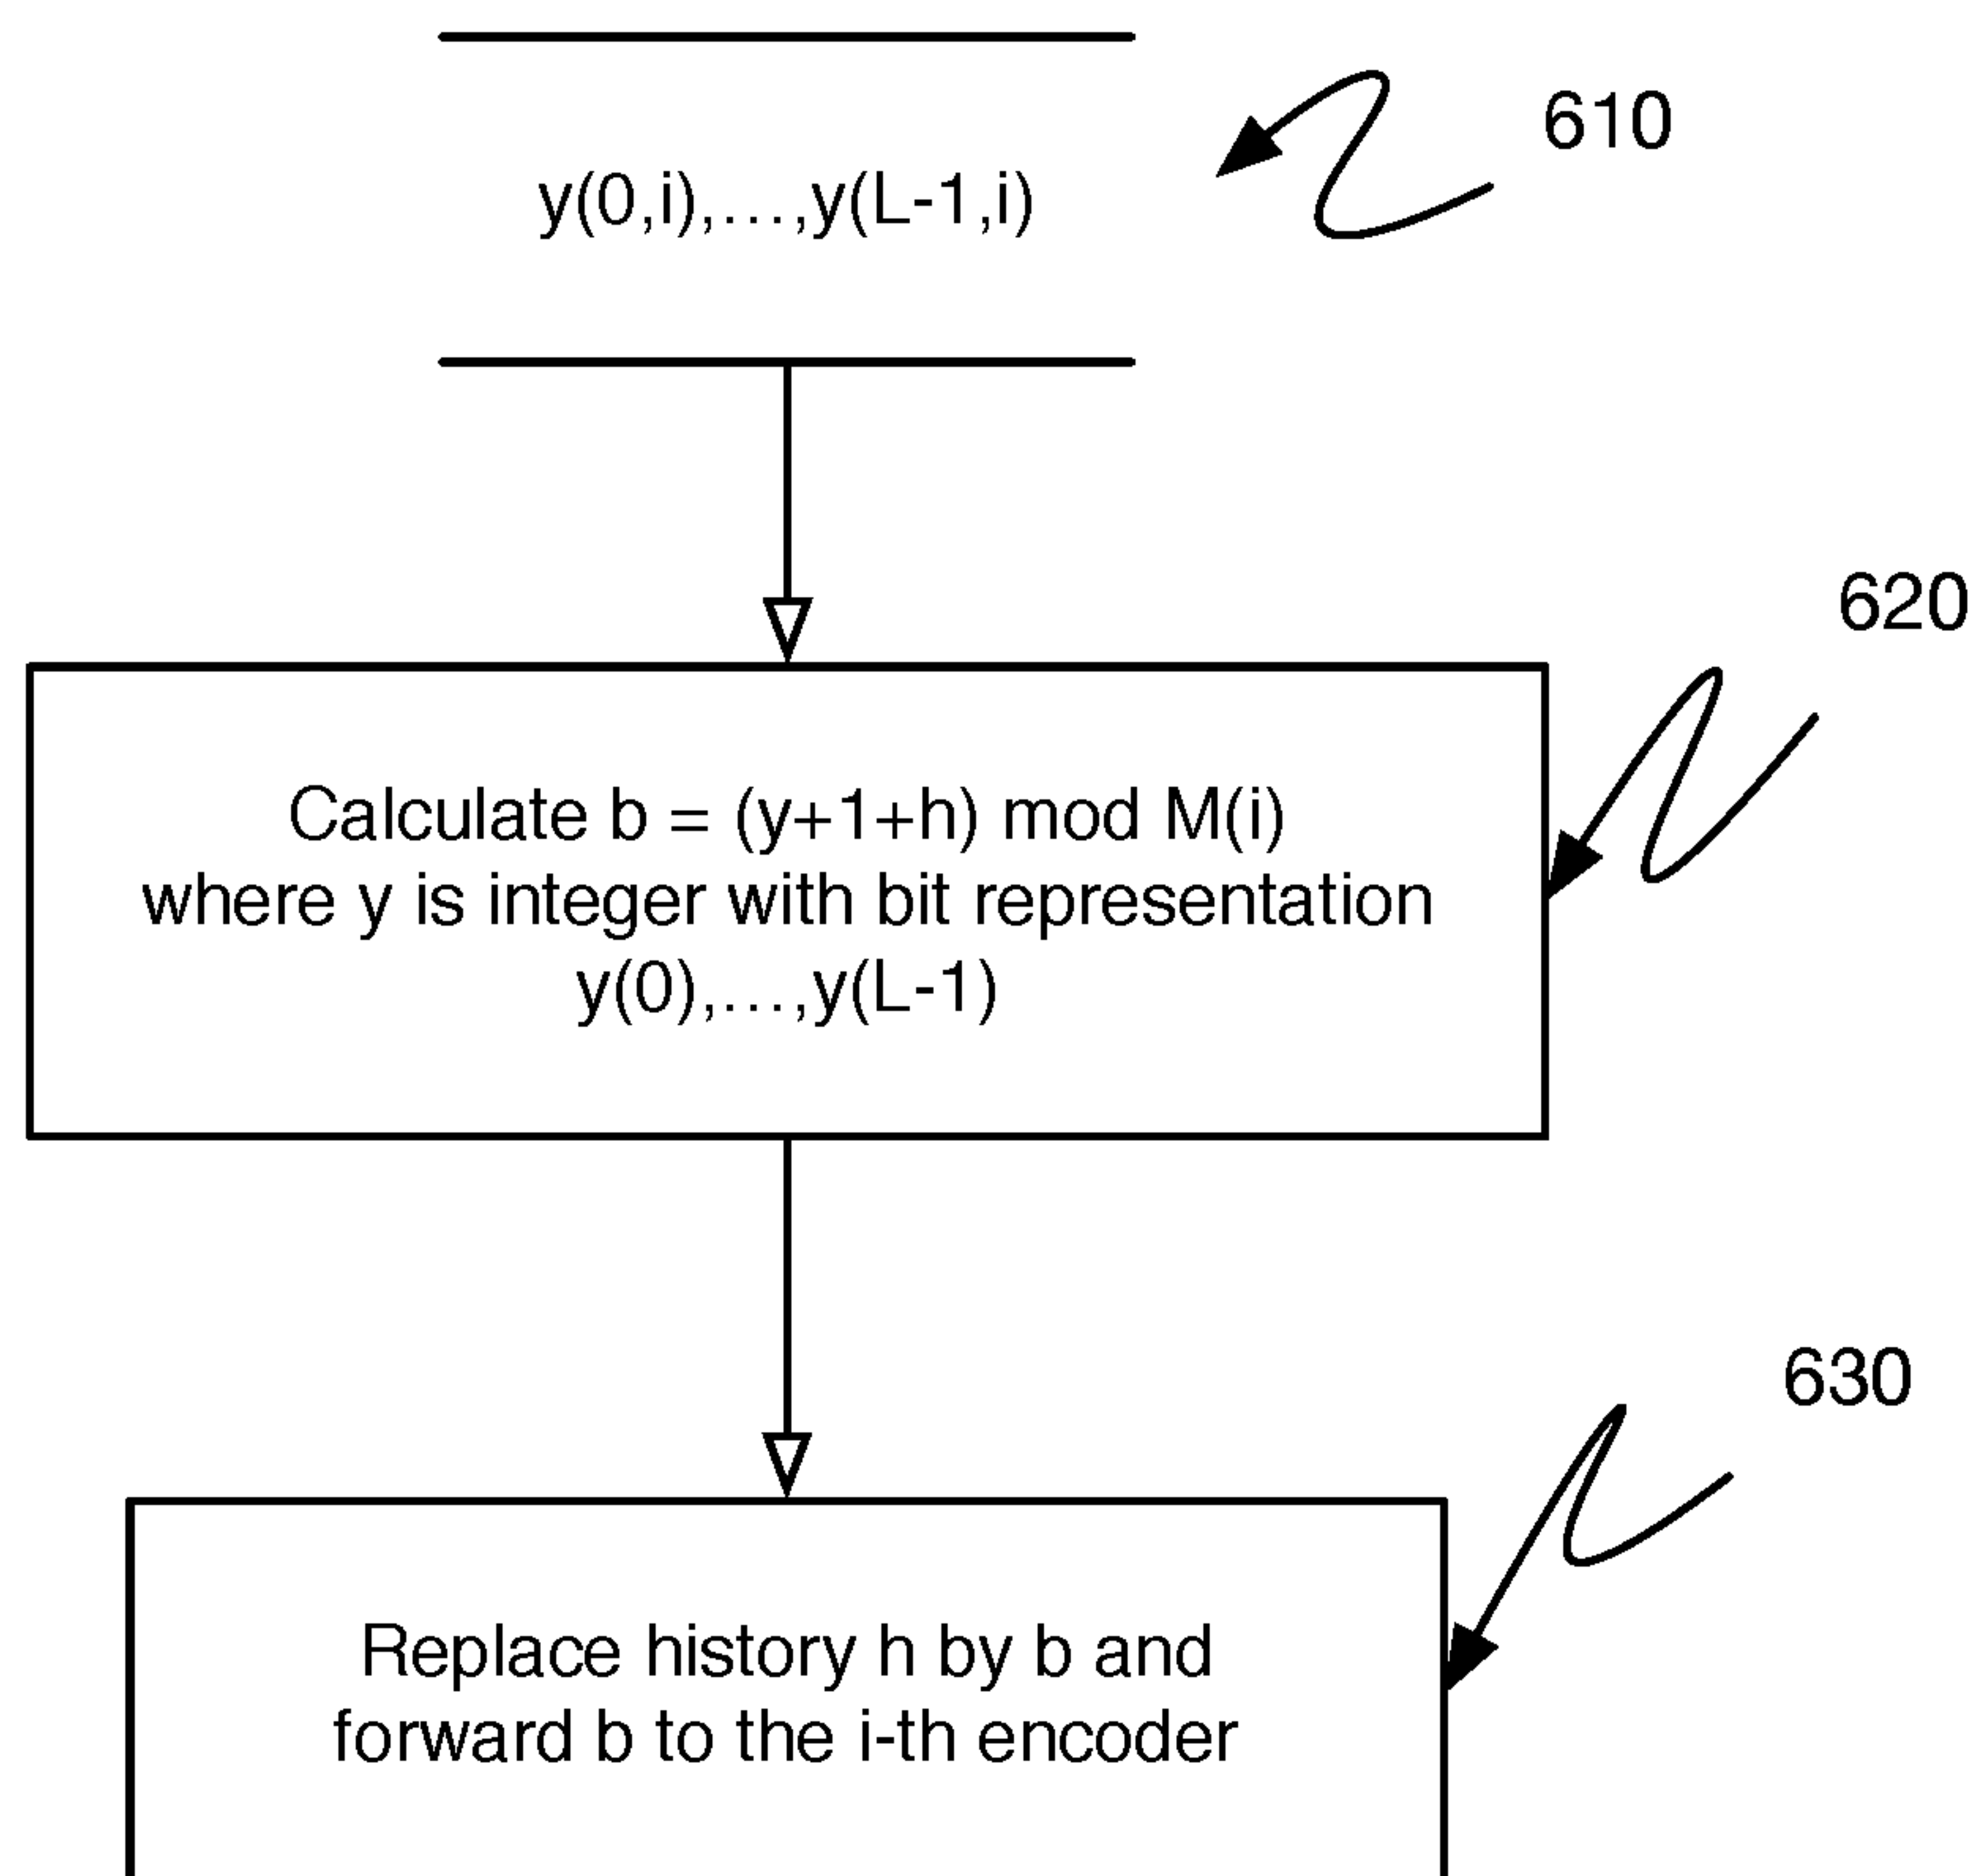 610
y(0,i),...,y(L-1,i)
620
Calculate b = (y+1+h) mod M(i)
where y is integer with bit representation
y(0),...,y(L-1)
630
Replace history h by b and
forward b to the i-th encoder